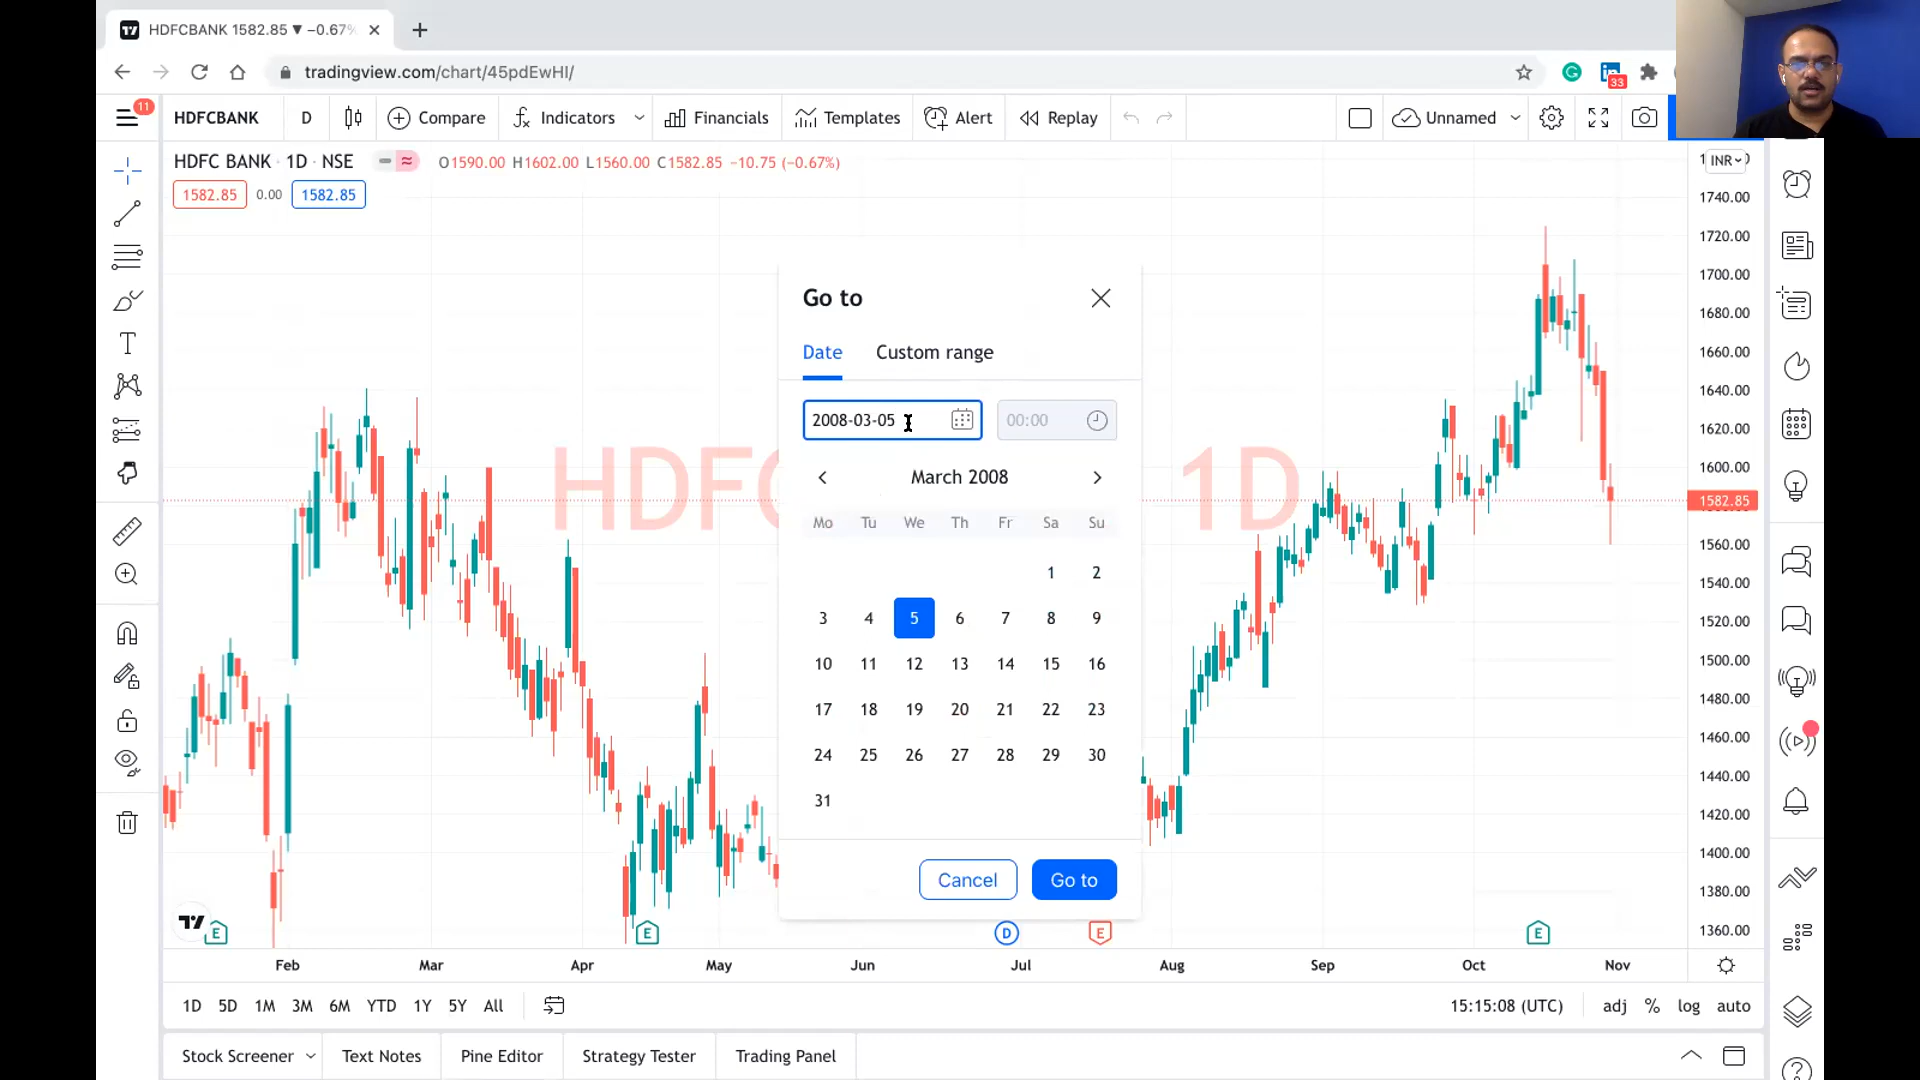 HDFCBANK 1582.85 ▼ −0.67%
tradingview.com/chart/45pdEwHI/
33
11
HDFCBANK D Compare Indicators Financials Templates Alert Replay Unnamed
HDFC BANK · 1D · NSE O1590.00 H1602.00 L1560.00 C1582.85 −10.75 (−0.67%)
1582.85 0.00 1582.85
INR
1740.00
1720.00
1700.00
1680.00
1660.00
1640.00
1620.00
1600.00
1582.85
1560.00
1540.00
1520.00
1500.00
1480.00
1460.00
1440.00
1420.00
1400.00
1380.00
1360.00
HDFC 1D
Go to
Date Custom range
2008-03-05 00:00
March 2008
Mo Tu We Th Fr Sa Su
1 2
3 4 5 6 7 8 9
10 11 12 13 14 15 16
17 18 19 20 21 22 23
24 25 26 27 28 29 30
31
Cancel Go to
E E D E E
Feb Mar Apr May Jun Jul Aug Sep Oct Nov
1D 5D 1M 3M 6M YTD 1Y 5Y All 15:15:08 (UTC) adj % log auto
Stock Screener Text Notes Pine Editor Strategy Tester Trading Panel